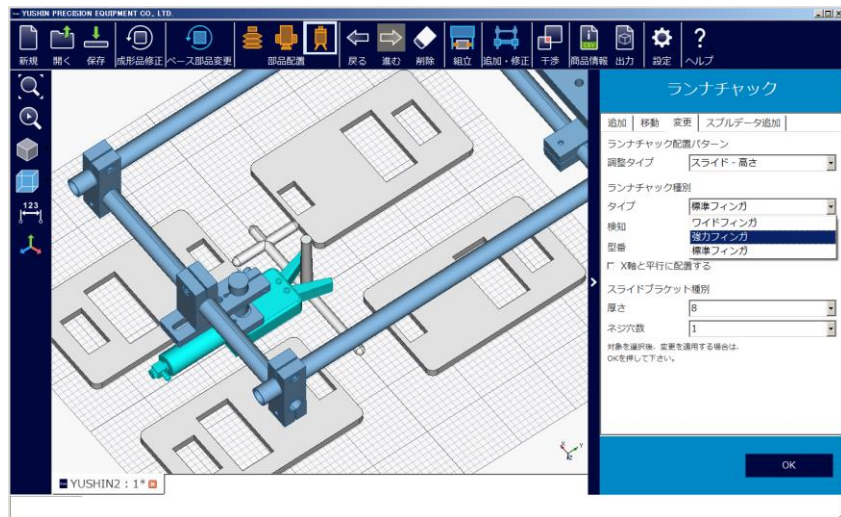 YUSHIN PRECISION EQUIPMENT CO., LTD.
新規 開く 保存 成形品修正 ベース部品変更 部品配置 戻る 進む 削除 組立 追加・修正 干渉 商品情報 出力 設定 ヘルプ
123
ランナチャック
追加 移動 変更 スプルデータ追加
ランナチャック配置パターン
調整タイプ スライド - 高さ
ランナチャック種別
タイプ 標準フィンガ
ワイドフィンガ
検知 強力フィンガ
型番 標準フィンガ
X軸と平行に配置する
スライドブラケット種別
厚さ 8
ネジ穴数 1
対象を選択後、変更を適用する場合は、
OKを押して下さい。
OK
YUSHIN2 : 1*